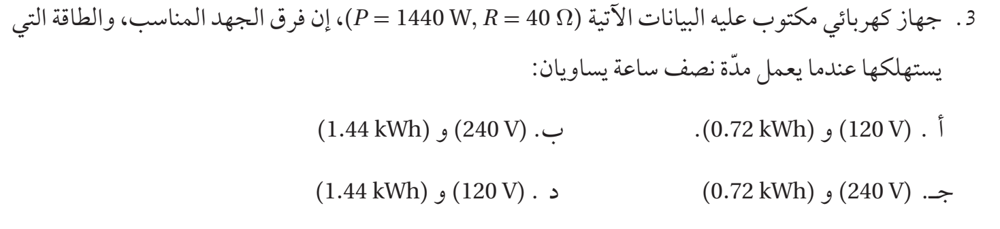 3. جهاز كهربائي مكتوب عليه البيانات الآتية (P = 1440 W, R = 40 Ω)، إن فرق الجهد المناسب، والطاقة التي
يستهلكها عندما يعمل مدّة نصف ساعة يساويان:
أ . (120 V) و (0.72 kWh). ب. (240 V) و (1.44 kWh)
جـ. (240 V) و (0.72 kWh) د . (120 V) و (1.44 kWh)